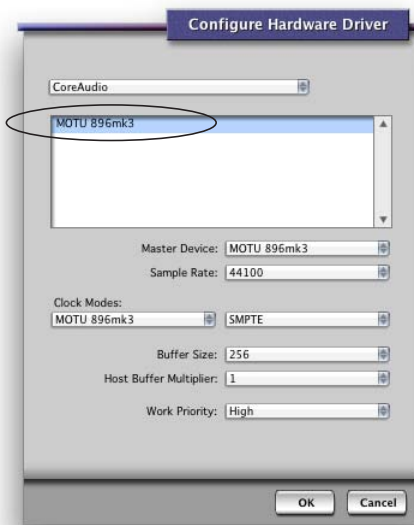 Configure Hardware Driver
CoreAudio
MOTU 896mk3
Master Device: MOTU 896mk3
Sample Rate: 44100
Clock Modes:
MOTU 896mk3 SMPTE
Buffer Size: 256
Host Buffer Multiplier: 1
Work Priority: High
OK Cancel